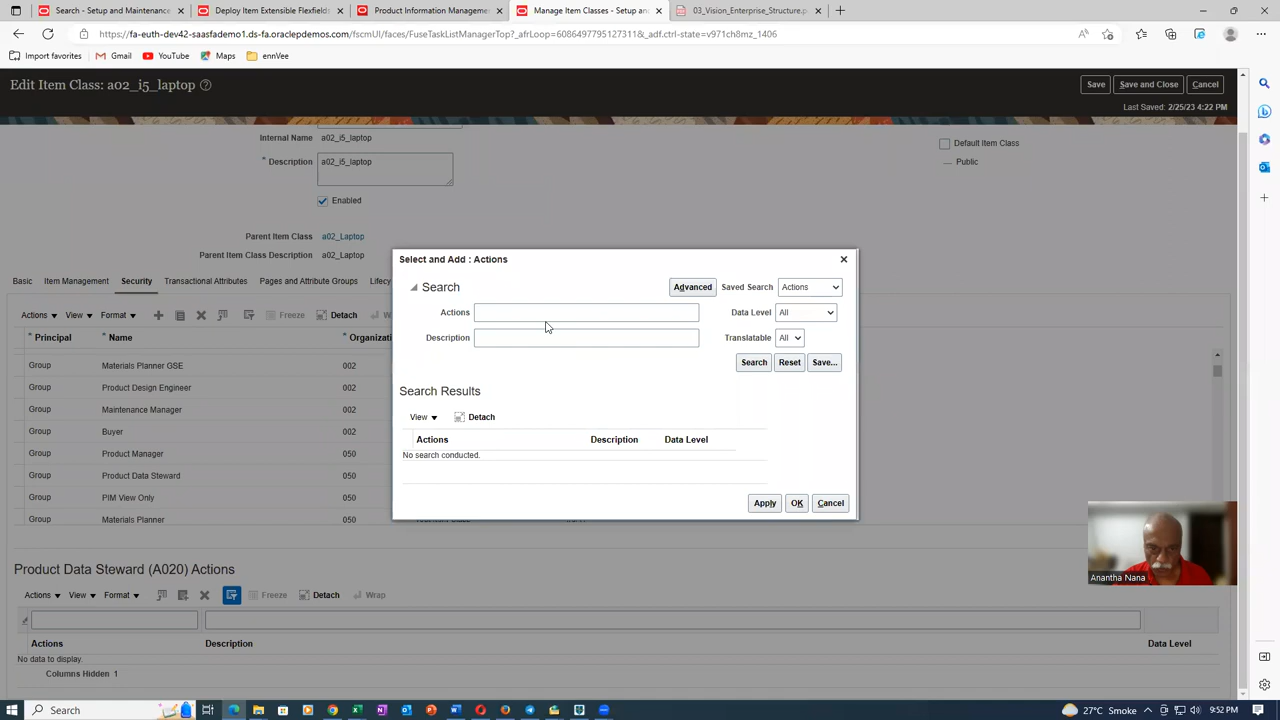 Search - Setup and Maintenance
Deploy Item Extensible Flexfields
Product Information Management
Manage Item Classes - Setup and
03_Vision_Enterprise_Structure.p
https://fa-euth-dev42-saasfademo1.ds-fa.oraclepdemos.com/fscmUI/faces/FuseTaskListManagerTop?_afrLoop=6086497795127311&_adf.ctrl-state=v971ch8mz_1406
Import favorites
Gmail
YouTube
Maps
ennVee
Edit Item Class: a02_i5_laptop
Save
Save and Close
Cancel
Last Saved: 2/25/23 4:22 PM
Internal Name a02_i5_laptop
Default Item Class
* Description a02_i5_laptop
Public
Enabled
Parent Item Class a02_Laptop
Parent Item Class Description a02_Laptop
Basic Item Management Security Transactional Attributes Pages and Attribute Groups Lifecy
Actions View Format Freeze Detach Wr
* Principal * Name * Organizati
Group Materials Planner GSE 002
Group Product Design Engineer 002
Group Maintenance Manager 002
Group Buyer 002
Group Product Manager 050
Group Product Data Steward 050
Group PIM View Only 050
Group Materials Planner 050
Select and Add : Actions
Search
Advanced Saved Search Actions
Actions Data Level All
Description Translatable All
Search Reset Save...
Search Results
View Detach
Actions Description Data Level
No search conducted.
Apply OK Cancel
Product Data Steward (A020) Actions
Actions View Format Freeze Detach Wrap
Actions Description Data Level
No data to display.
Columns Hidden 1
Anantha Nana
Search
27°C Smoke
9:52 PM